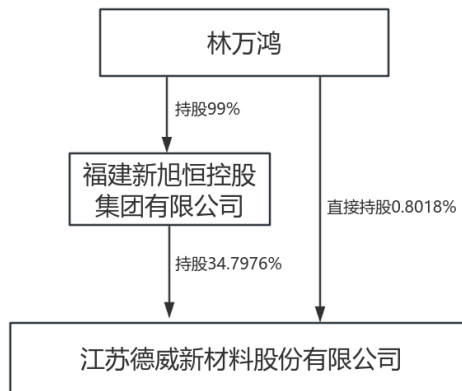 林万鸿
持股99%
福建新旭恒控股
集团有限公司
直接持股0.8018%
持股34.7976%
江苏德威新材料股份有限公司